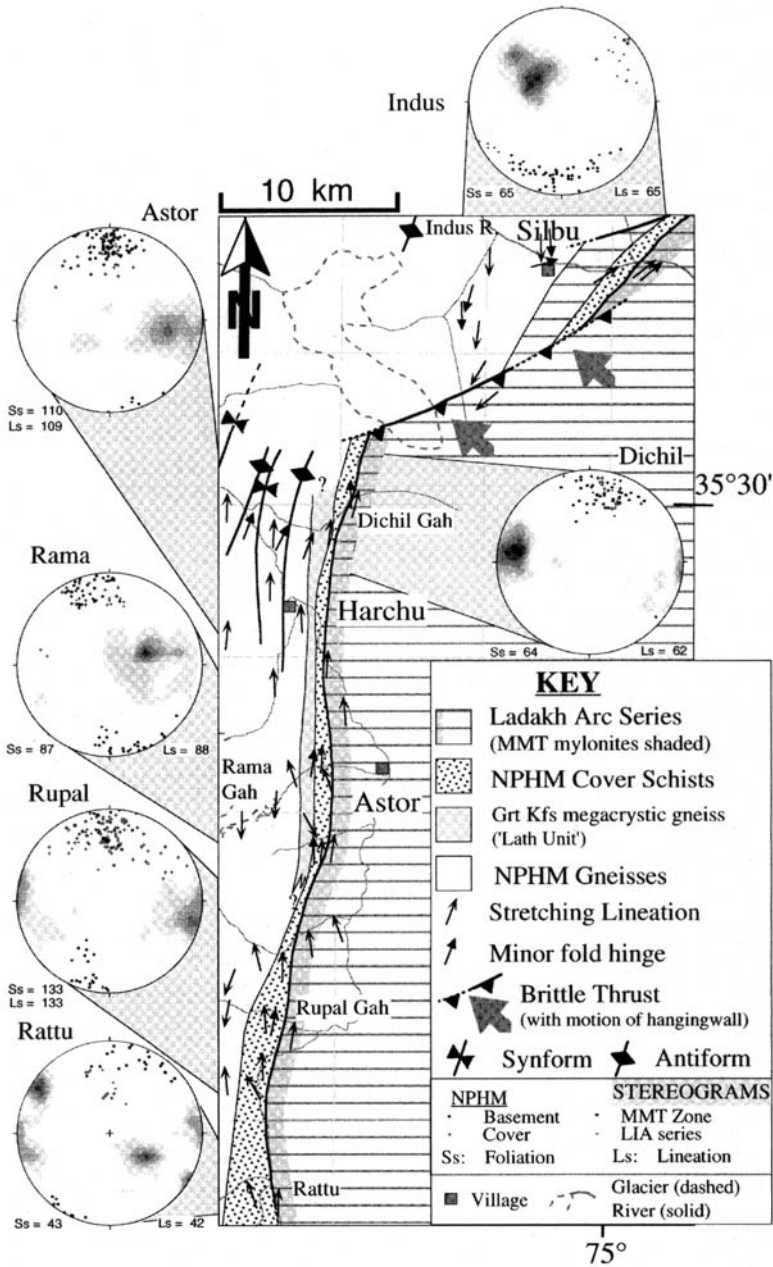 Indus
Ss = 65
Ls = 65
10 km
Astor
Indus R.
Silbu
N
Ss = 110
Ls = 109
Dichil
35°30'
?
Dichil Gah
Rama
Harchu
Ss = 64
Ls = 62
KEY
Ladakh Arc Series
(MMT mylonites shaded)
Ss = 87
Ls = 88
Rama
Gah
NPHM Cover Schists
Rupal
Astor
Grt Kfs megacrystic gneiss
('Lath Unit')
NPHM Gneisses
?
Stretching Lineation
Minor fold hinge
Ss = 133
Ls = 133
Rupal Gah
Brittle Thrust
(with motion of hangingwall)
Rattu
Synform
Antiform
NPHM
STEREOGRAMS
Basement
MMT Zone
Cover
LIA series
Ss: Foliation
Ls: Lineation
Rattu
Village
Glacier (dashed)
River (solid)
Ss = 43
Ls = 42
75°